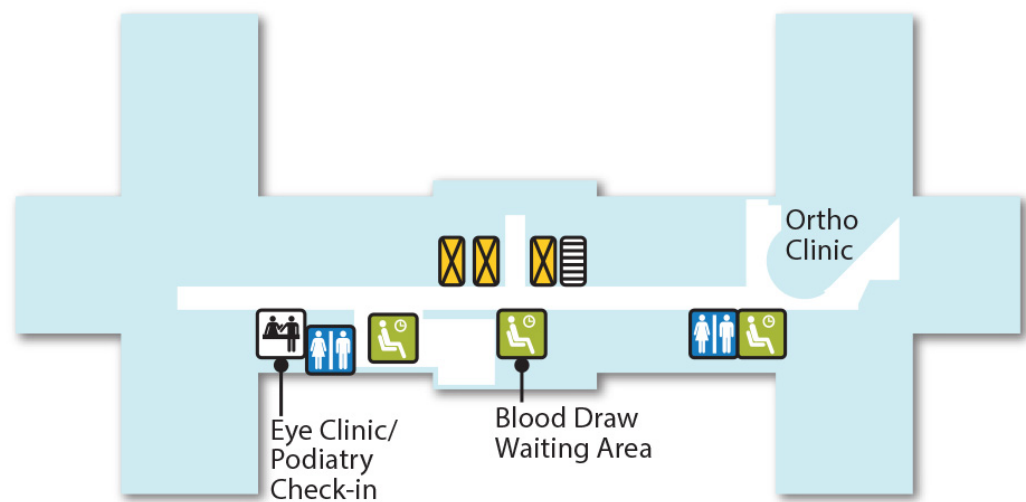 Ortho
Clinic
Eye Clinic/
Podiatry
Check-in
Blood Draw
Waiting Area